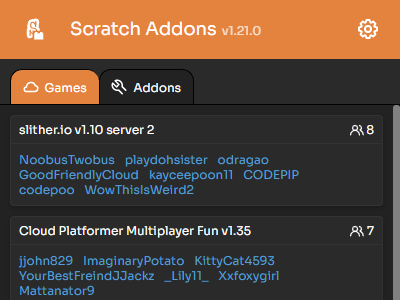 Scratch Addons v1.21.0
Games Addons
slither.io v1.10 server 2 8
NoobusTwobus playdohsister odragao
GoodFriendlyCloud kayceepoon11 CODEPIP
codepoo WowThisIsWeird2
Cloud Platformer Multiplayer Fun v1.35 7
jjohn829 ImaginaryPotato KittyCat4593
YourBestFreindJJackz _Lily11_ Xxfoxygirl
Mattanator9